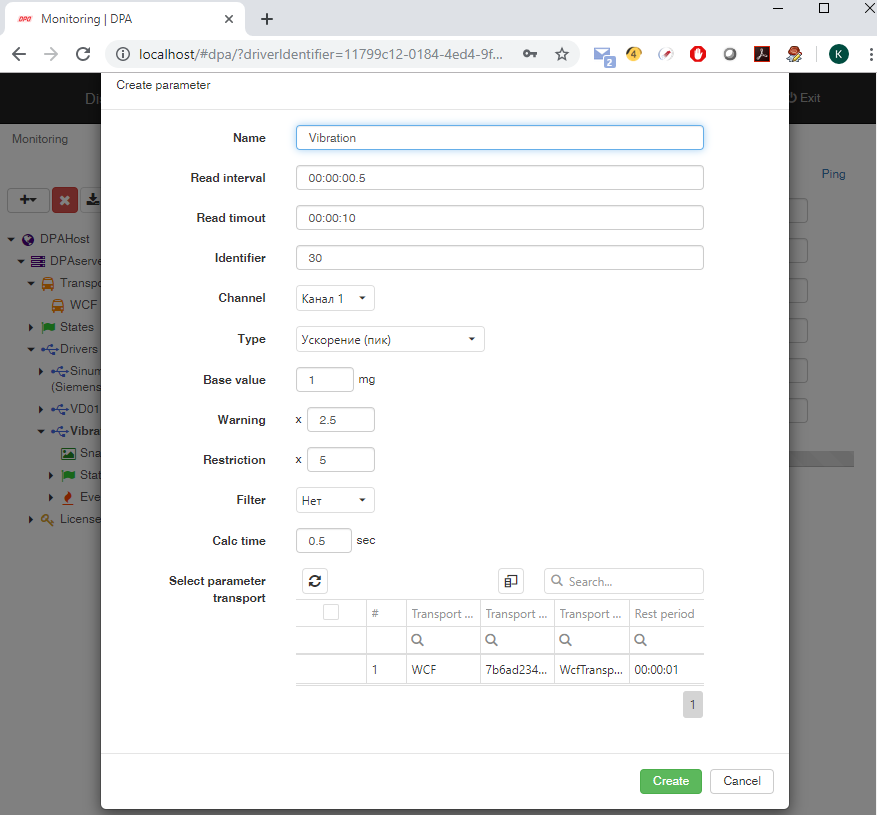 DPA Monitoring | DPA
localhost/#dpa/?driverIdentifier=11799c12-0184-4ed4-9f...
2
4
K
Create parameter
Di
Exit
Monitoring
Ping
Name Vibration
Read interval 00:00:00.5
Read timout 00:00:10
Identifier 30
Channel Канал 1
Type Ускорение (пик)
Base value 1 mg
Warning x 2.5
Restriction x 5
Filter Нет
Calc time 0.5 sec
Select parameter
transport
Search...
# Transport ... Transport ... Transport ... Rest period
1 WCF 7b6ad234... WcfTransp... 00:00:01
1
Create Cancel
DPAHost
DPAserve
Transpo
WCF
States
Drivers
Sinum
(Siemens
VD01
Vibra
Sna
Stat
Eve
License